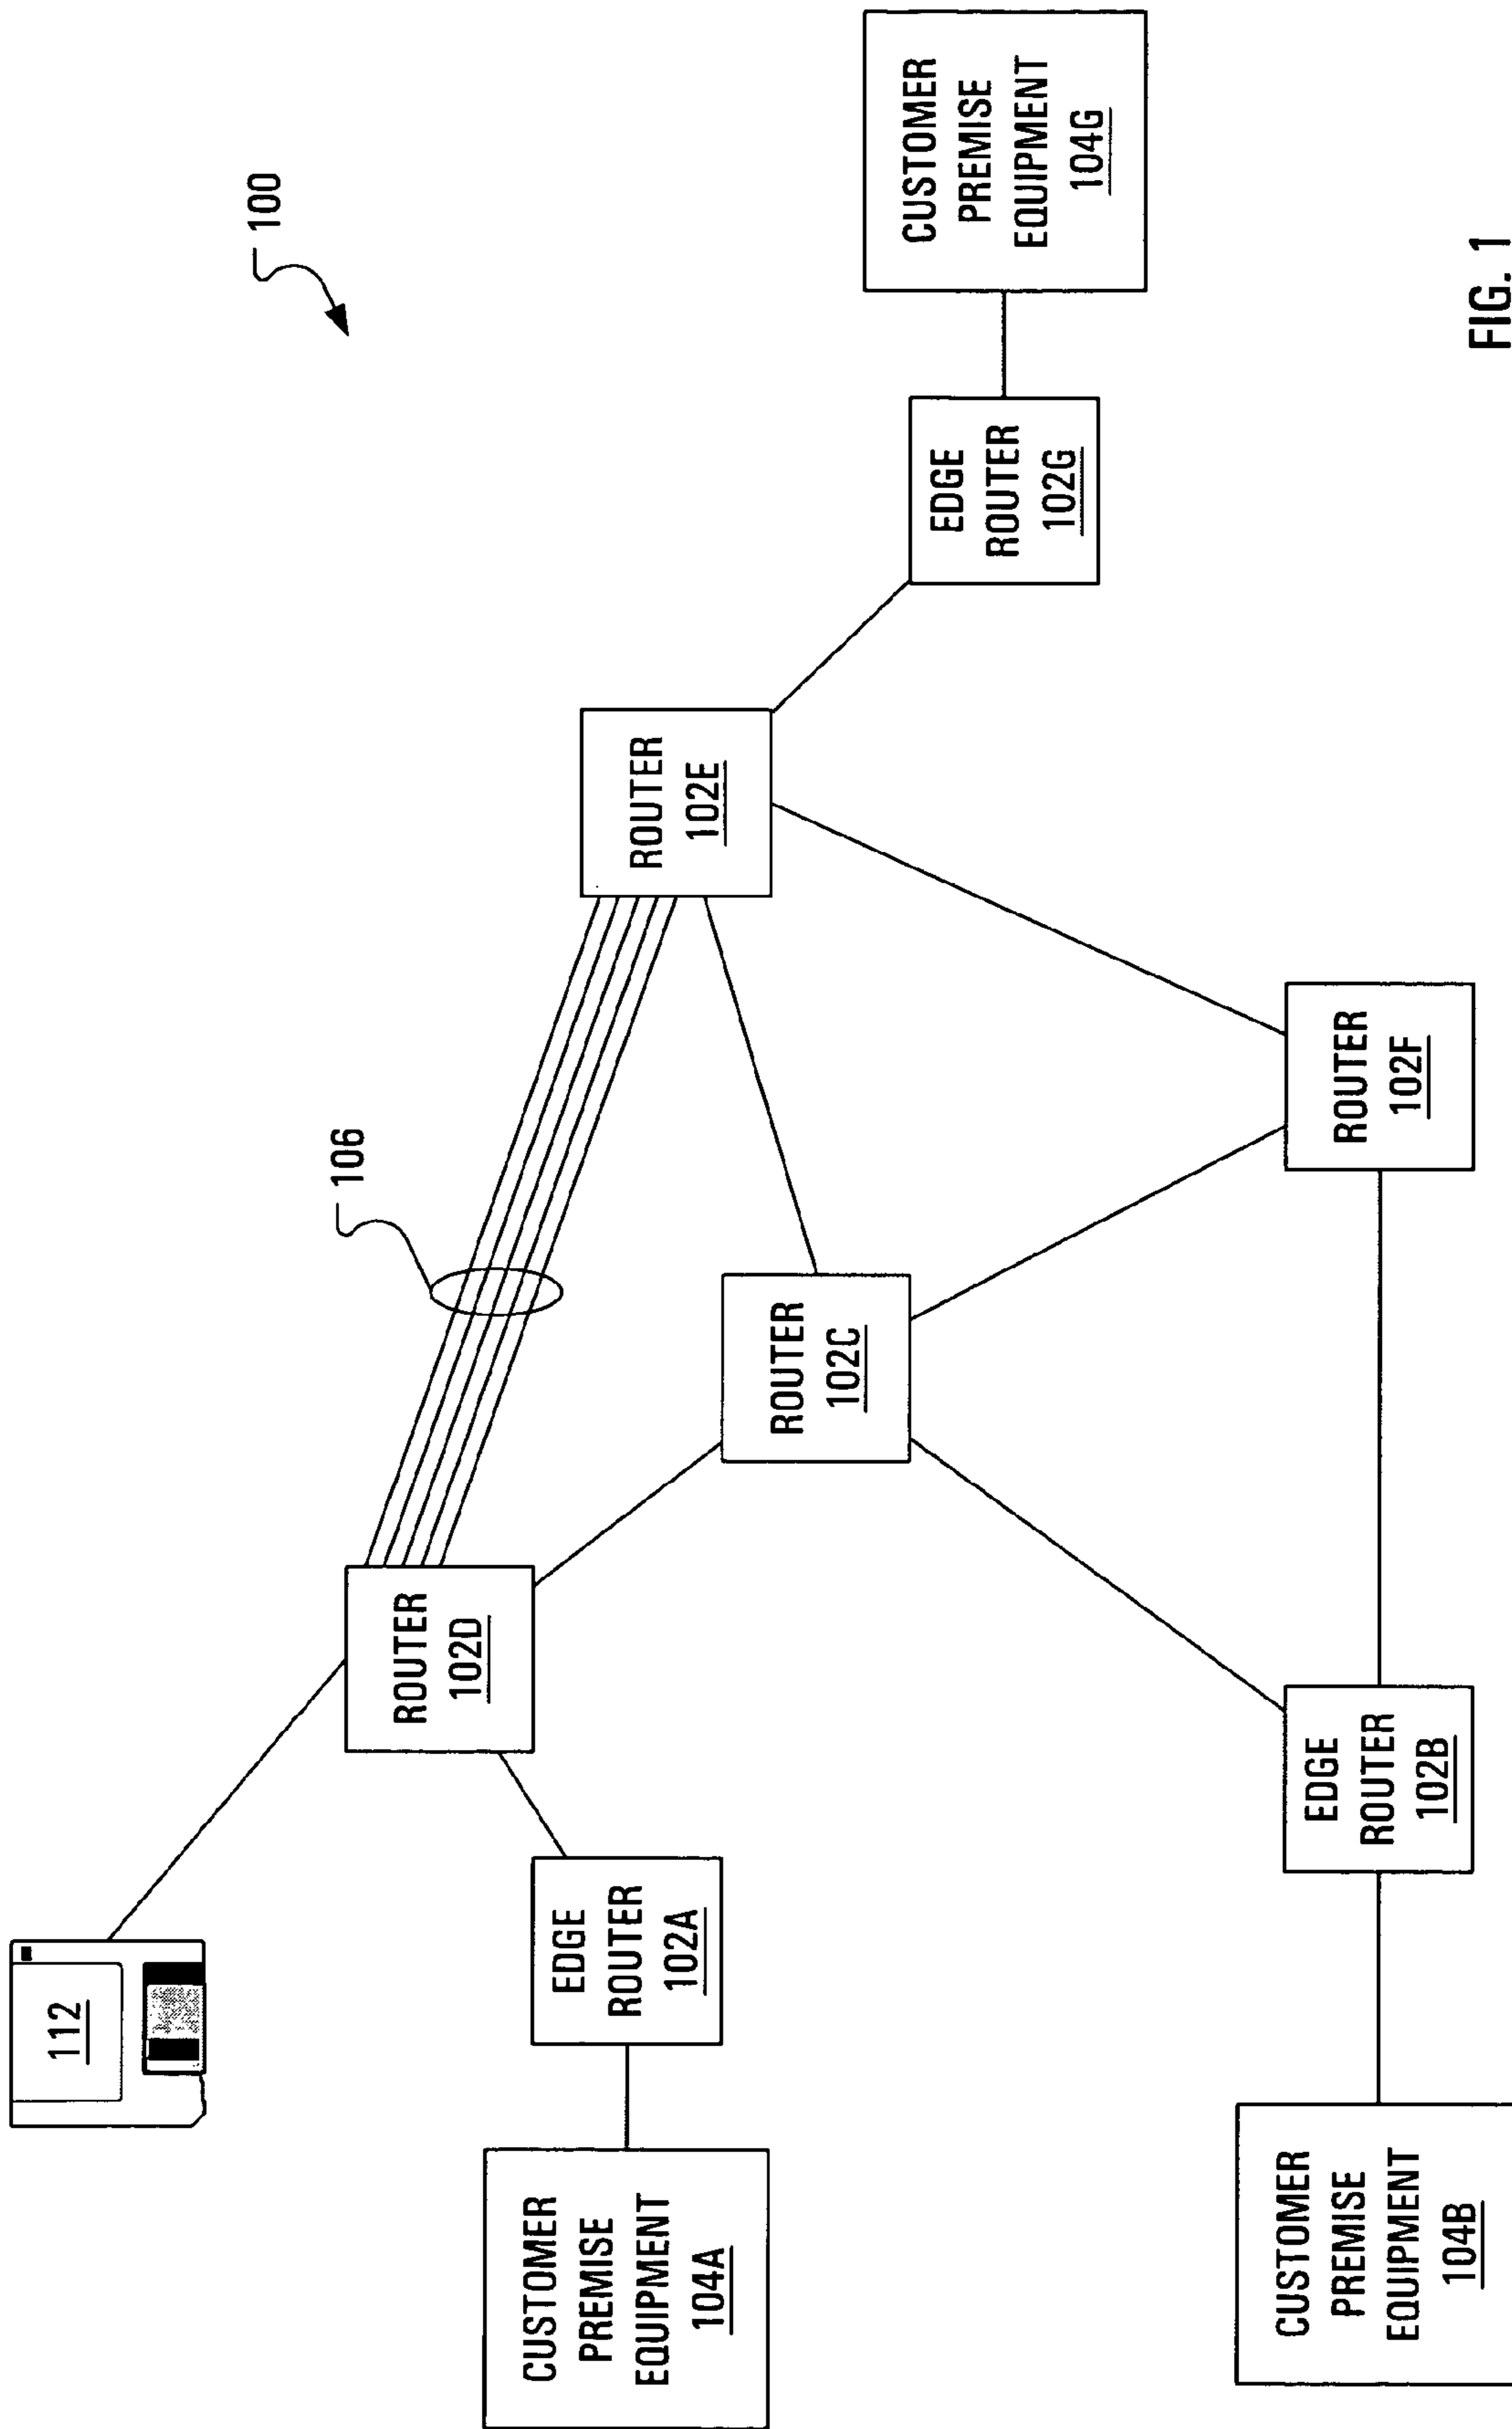 100
112
106
ROUTER
102D
ROUTER
102E
CUSTOMER
PREMISE
EQUIPMENT
104A
EDGE
ROUTER
102A
ROUTER
102C
EDGE
ROUTER
102G
CUSTOMER
PREMISE
EQUIPMENT
104G
CUSTOMER
PREMISE
EQUIPMENT
104B
EDGE
ROUTER
102B
ROUTER
102F
FIG. 1